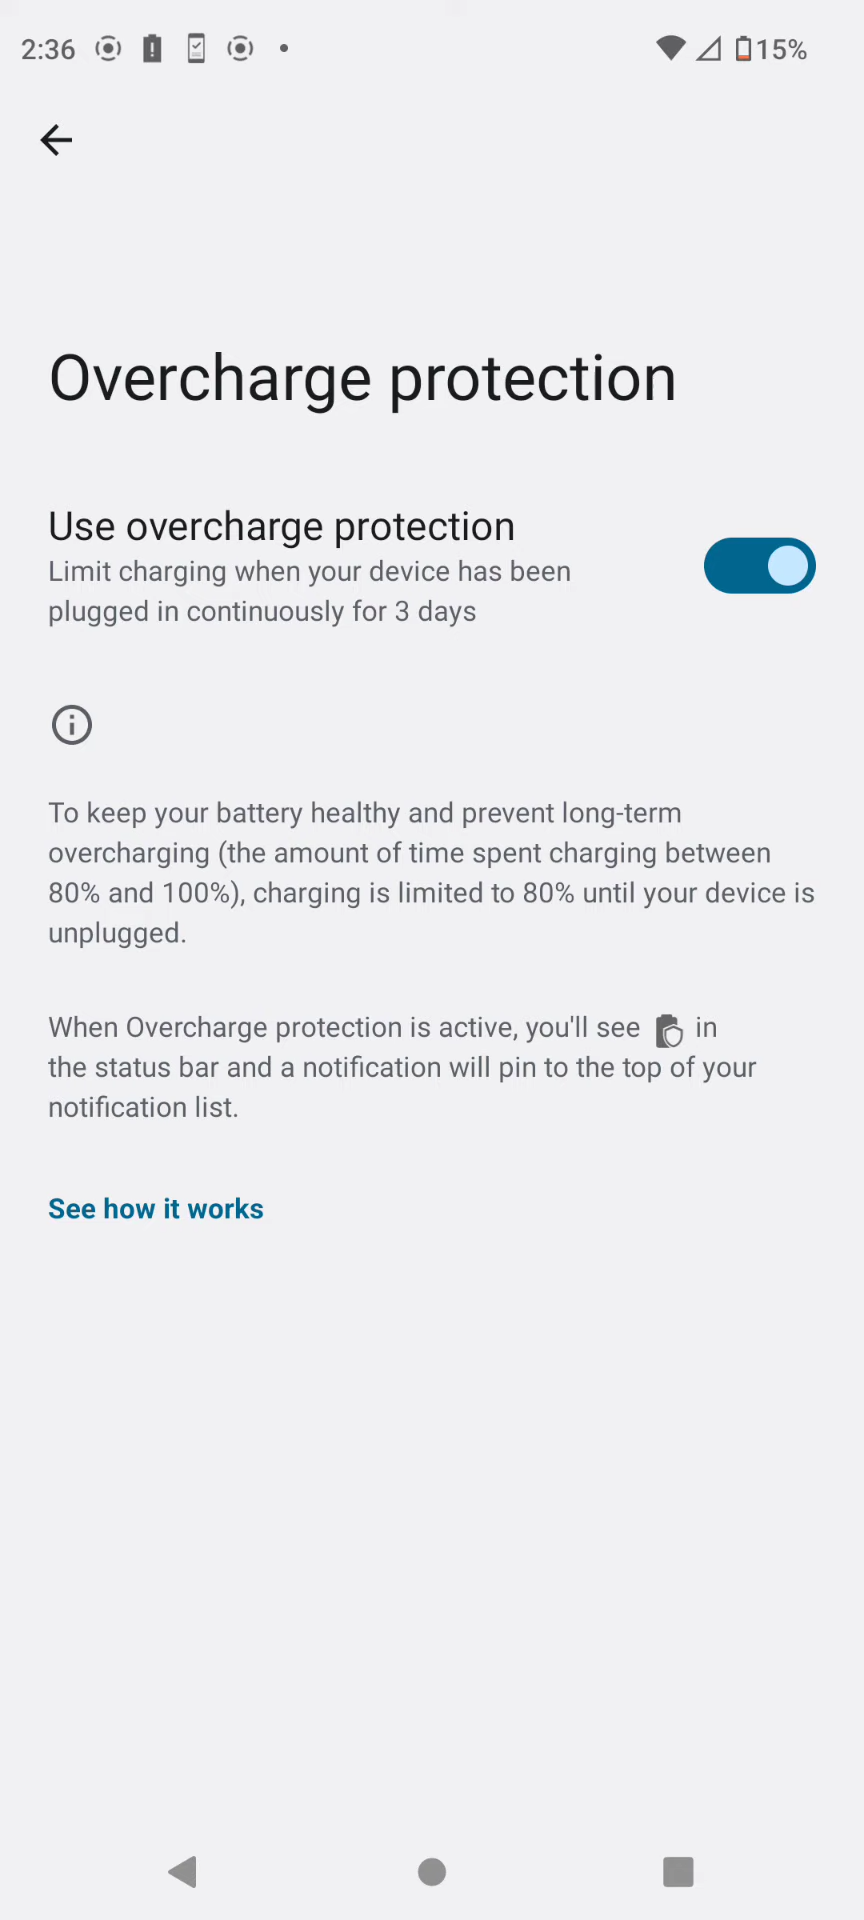 2:36
15%
Overcharge protection
Use overcharge protection
Limit charging when your device has been
plugged in continuously for 3 days
To keep your battery healthy and prevent long-term
overcharging (the amount of time spent charging between
80% and 100%), charging is limited to 80% until your device is
unplugged.
When Overcharge protection is active, you'll see in
the status bar and a notification will pin to the top of your
notification list.
See how it works